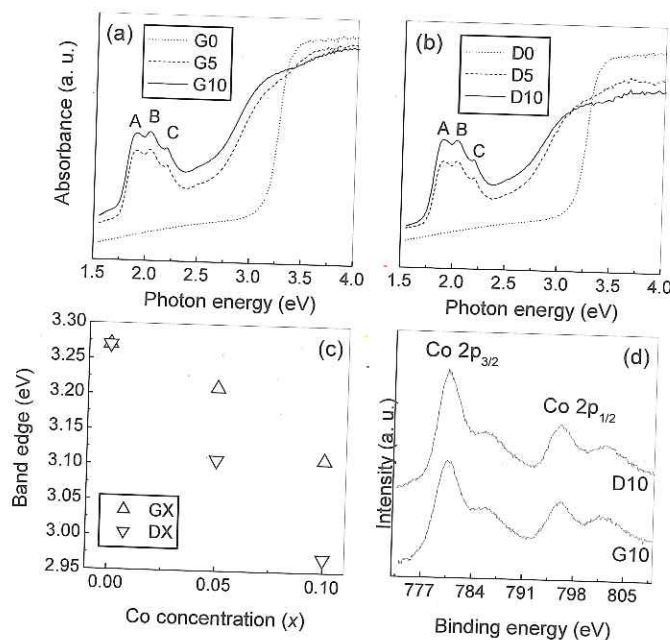 (a)
G0
G5
G10
A
B
C
Absorbance (a. u.)
1.5 2.0 2.5 3.0 3.5 4.0
Photon energy (eV)
(b)
D0
D5
D10
A
B
C
1.5 2.0 2.5 3.0 3.5 4.0
Photon energy (eV)
(c)
3.30
3.25
3.20
3.15
3.10
3.05
3.00
2.95
Band edge (eV)
GX
DX
0.00 0.05 0.10
Co concentration (x)
(d)
Co 2p3/2
Co 2p1/2
D10
G10
Intensity (a. u.)
777 784 791 798 805
Binding energy (eV)